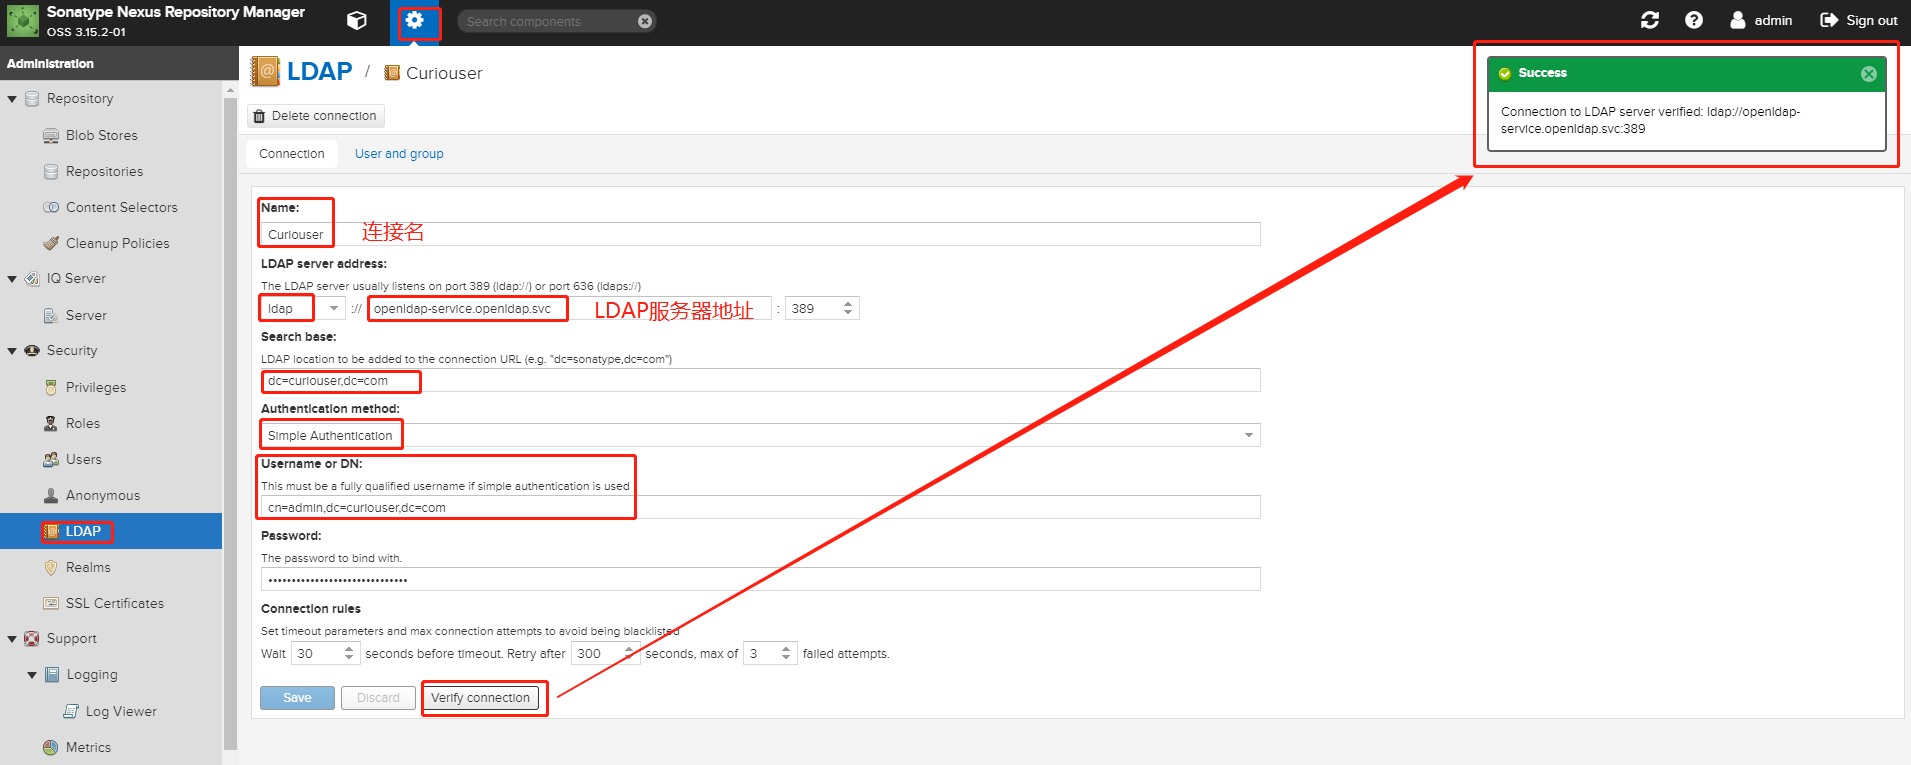 Sonatype Nexus Repository Manager
OSS 3.15.2-01
Search components
admin
Sign out
Administration
Repository
Blob Stores
Repositories
Content Selectors
Cleanup Policies
IQ Server
Server
Security
Privileges
Roles
Users
Anonymous
LDAP
Realms
SSL Certificates
Support
Logging
Log Viewer
Metrics
LDAP / Curiouser
Delete connection
Connection User and group
Success
Connection to LDAP server verified: ldap://openldap-
service.openldap.svc:389
Name:
Curiouser 连接名
LDAP server address:
The LDAP server usually listens on port 389 (ldap://) or port 636 (ldaps://)
ldap :// openldap-service.openldap.svc LDAP服务器地址 : 389
Search base:
LDAP location to be added to the connection URL (e.g. "dc=sonatype,dc=com")
dc=curiouser,dc=com
Authentication method:
Simple Authentication
Username or DN:
This must be a fully qualified username if simple authentication is used
cn=admin,dc=curiouser,dc=com
Password:
The password to bind with.
••••••••••••••••••••••••••••••
Connection rules
Set timeout parameters and max connection attempts to avoid being blacklisted
Wait 30 seconds before timeout. Retry after 300 seconds, max of 3 failed attempts.
Save Discard Verify connection